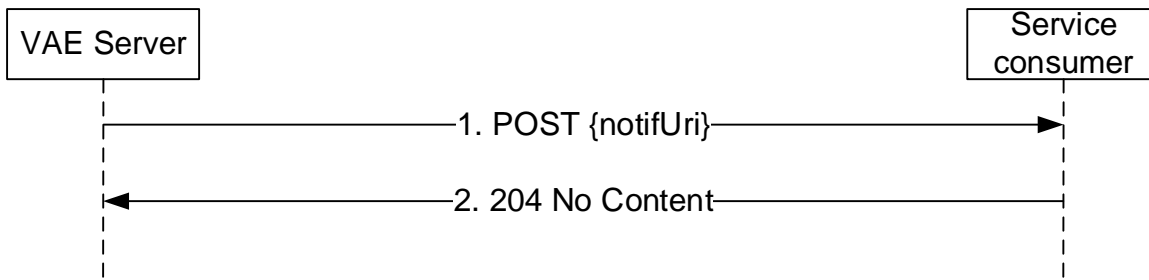 VAE Server
Service
consumer
1. POST {notifUri}
2. 204 No Content